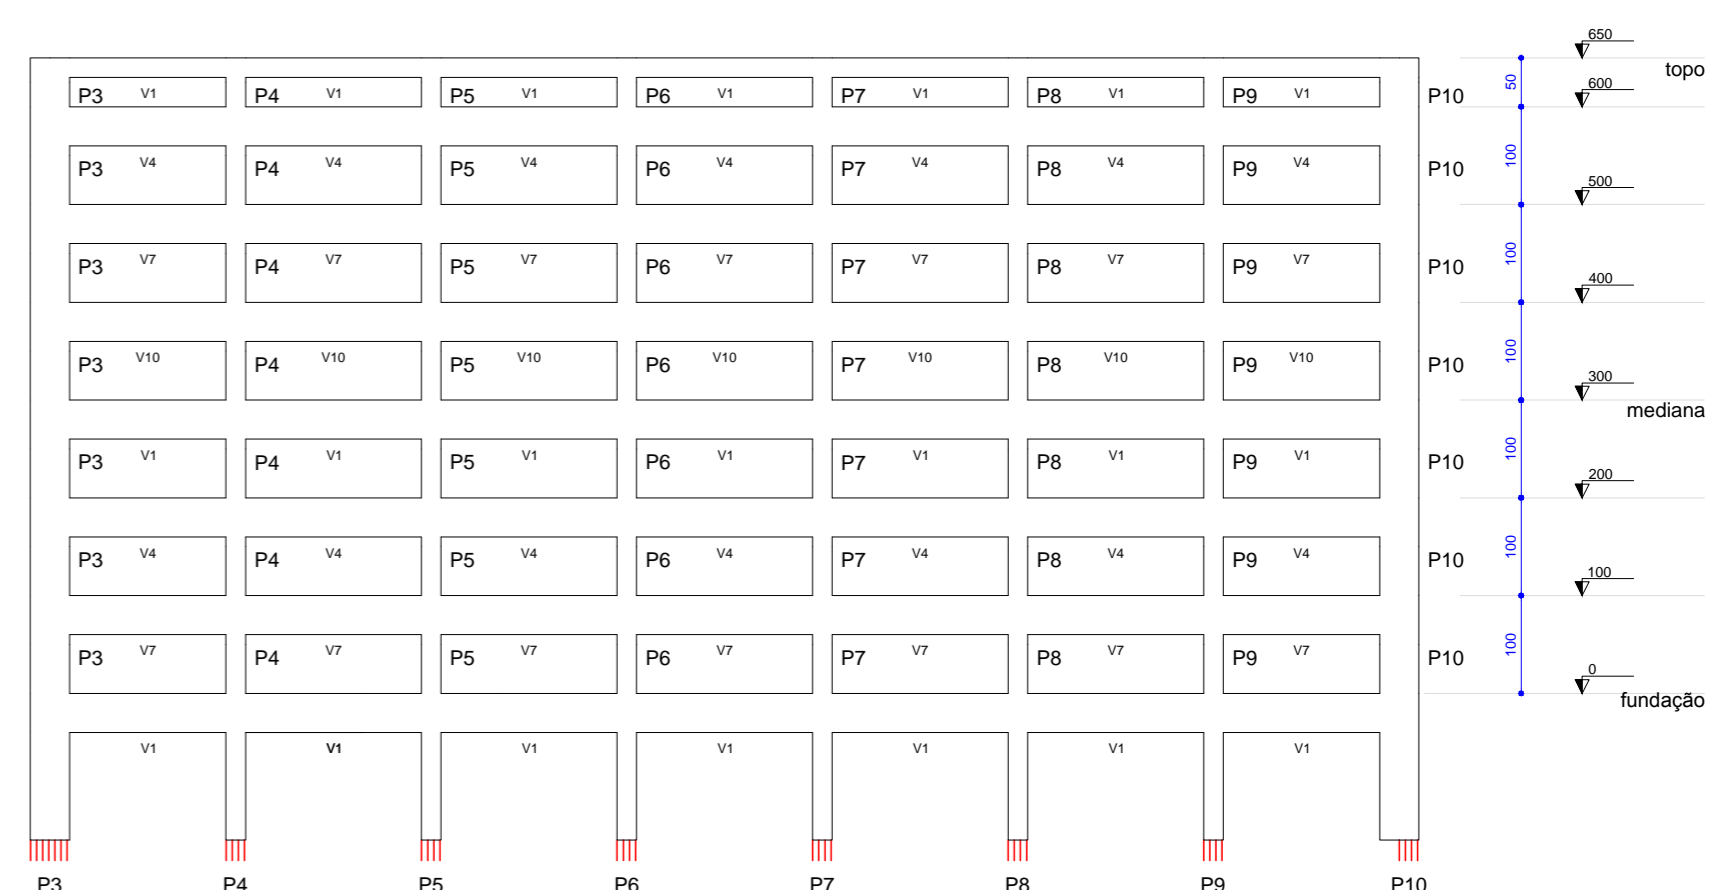 650
topo
50
600
P3 V1 P4 V1 P5 V1 P6 V1 P7 V1 P8 V1 P9 V1 P10
100
P3 V4 P4 V4 P5 V4 P6 V4 P7 V4 P8 V4 P9 V4 P10
500
100
P3 V7 P4 V7 P5 V7 P6 V7 P7 V7 P8 V7 P9 V7 P10
400
100
P3 V10 P4 V10 P5 V10 P6 V10 P7 V10 P8 V10 P9 V10 P10
300
mediana
100
P3 V1 P4 V1 P5 V1 P6 V1 P7 V1 P8 V1 P9 V1 P10
200
100
P3 V4 P4 V4 P5 V4 P6 V4 P7 V4 P8 V4 P9 V4 P10
100
100
P3 V7 P4 V7 P5 V7 P6 V7 P7 V7 P8 V7 P9 V7 P10
0
fundação
V1 V1 V1 V1 V1 V1 V1
P3 P4 P5 P6 P7 P8 P9 P10